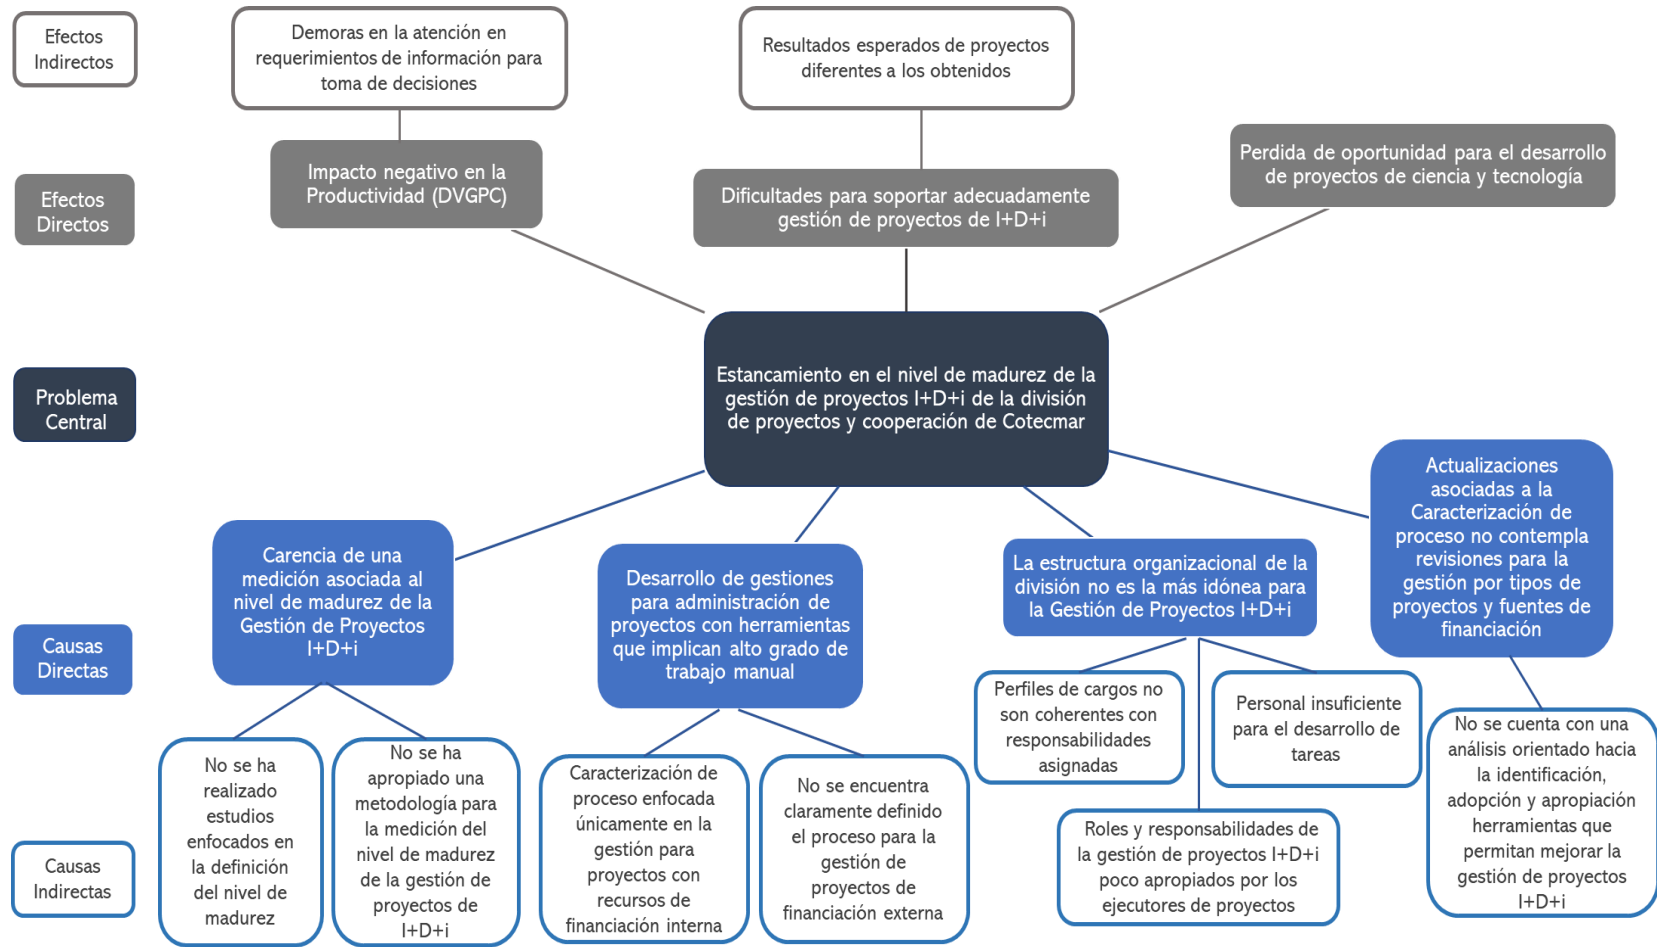 Efectos
Indirectos
Demoras en la atención en
requerimientos de información para
toma de decisiones
Resultados esperados de proyectos
diferentes a los obtenidos
Efectos
Directos
Impacto negativo en la
Productividad (DVGPC)
Dificultades para soportar adecuadamente
gestión de proyectos de I+D+i
Perdida de oportunidad para el desarrollo
de proyectos de ciencia y tecnología
Problema
Central
Estancamiento en el nivel de madurez de la
gestión de proyectos I+D+i de la división
de proyectos y cooperación de Cotecmar
Causas
Directas
Carencia de una
medición asociada al
nivel de madurez de la
Gestión de Proyectos
I+D+i
Desarrollo de gestiones
para administración de
proyectos con herramientas
que implican alto grado de
trabajo manual
La estructura organizacional de la
división no es la más idónea para
la Gestión de Proyectos I+D+i
Actualizaciones
asociadas a la
Caracterización de
proceso no contempla
revisiones para la
gestión por tipos de
proyectos y fuentes de
financiación
Causas
Indirectas
No se ha
realizado
estudios
enfocados en
la definición
del nivel de
madurez
No se ha
apropiado una
metodología para
la medición del
nivel de madurez
de la gestión de
proyectos de
I+D+i
Caracterización de
proceso enfocada
únicamente en la
gestión para
proyectos con
recursos de
financiación interna
No se encuentra
claramente definido
el proceso para la
gestión de
proyectos de
financiación externa
Perfiles de cargos no
son coherentes con
responsabilidades
asignadas
Roles y responsabilidades de
la gestión de proyectos I+D+i
poco apropiados por los
ejecutores de proyectos
Personal insuficiente
para el desarrollo de
tareas
No se cuenta con una
análisis orientado hacia
la identificación,
adopción y apropiación
herramientas que
permitan mejorar la
gestión de proyectos
I+D+i